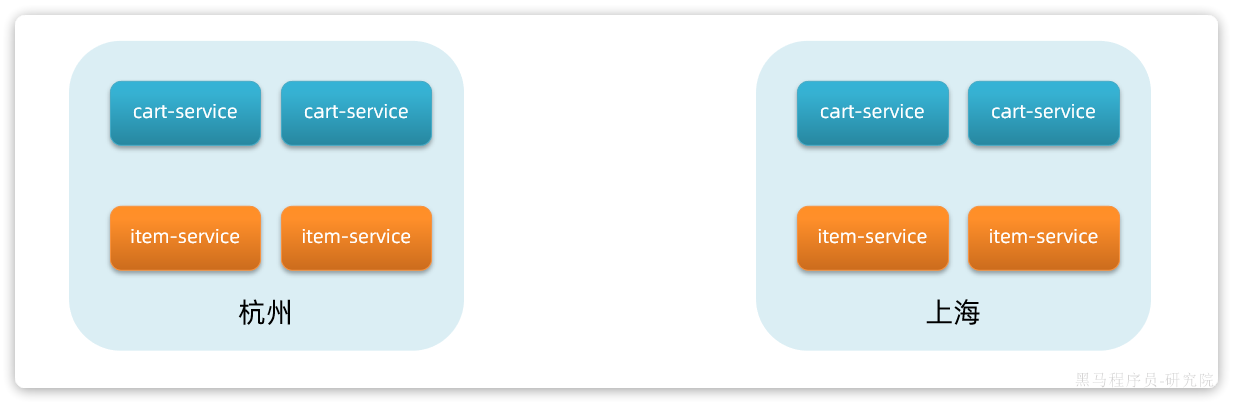 cart-service cart-service
item-service item-service
杭州
cart-service cart-service
item-service item-service
上海
黑马程序员-研究院